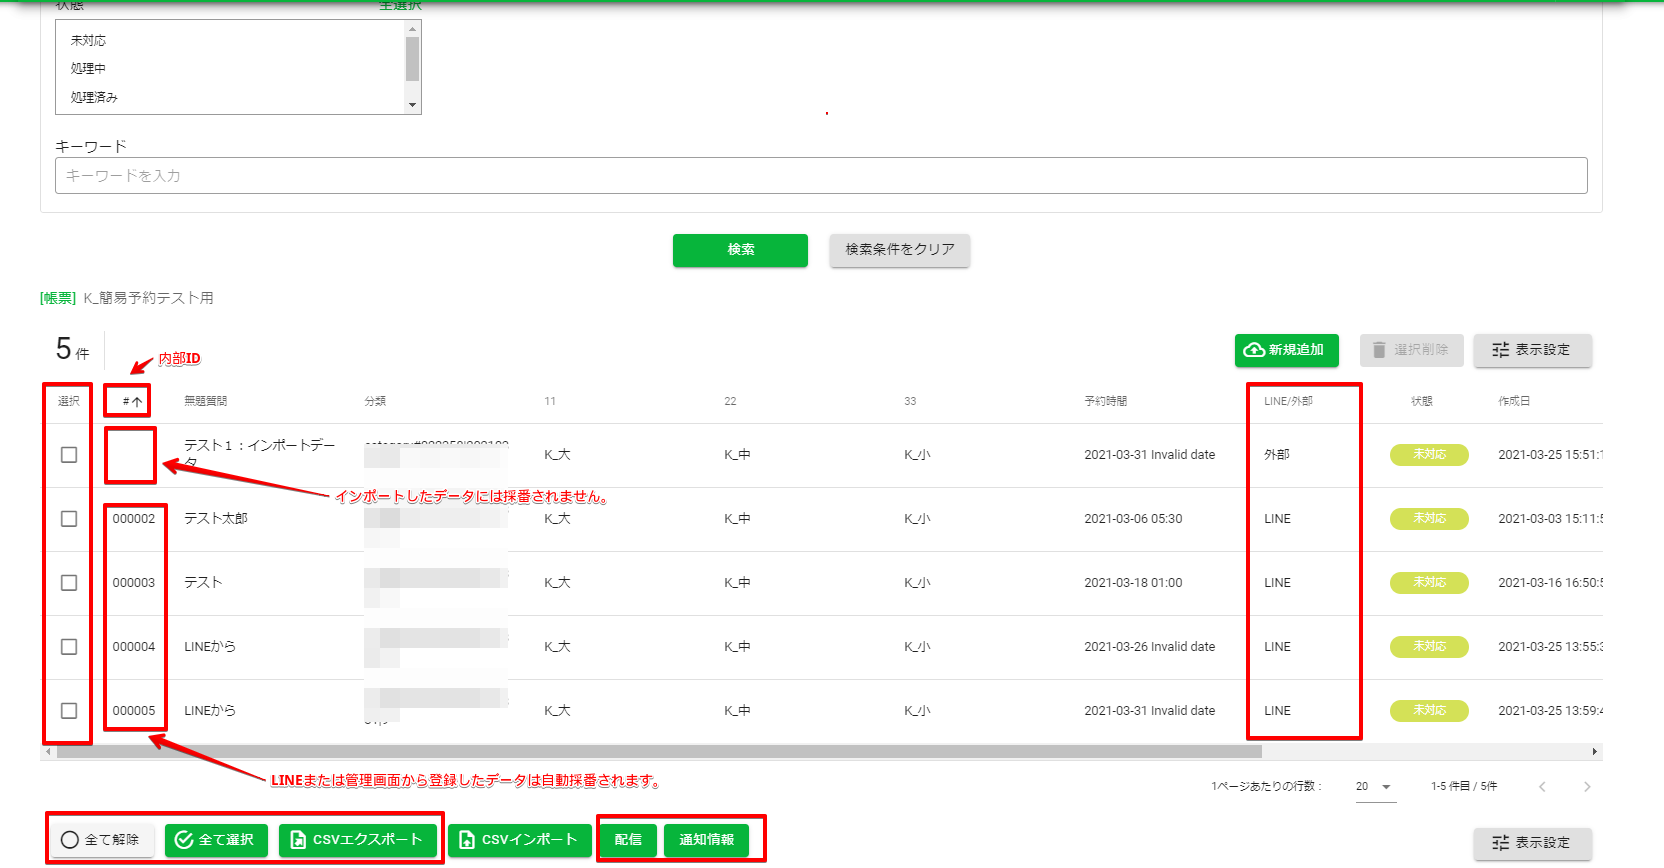 状態 全選択
未対応
処理中
処理済み
キーワード
キーワードを入力
検索 検索条件をクリア
[帳票] K_簡易予約テスト用
5 件 内部ID 新規追加 選択削除 表示設定
選択 #↑ 無題質問 分類 11 22 33 予約時間 LINE/外部 状態 作成日
テスト１：インポートデータ K_大 K_中 K_小 2021-03-31 Invalid date 外部 未対応 2021-03-25 15:51:1
インポートしたデータには採番されません。
000002 テスト太郎 K_大 K_中 K_小 2021-03-06 05:30 LINE 未対応 2021-03-03 15:11:5
000003 テスト K_大 K_中 K_小 2021-03-18 01:00 LINE 未対応 2021-03-16 16:50:5
000004 LINEから K_大 K_中 K_小 2021-03-26 Invalid date LINE 未対応 2021-03-25 13:55:3
000005 LINEから K_大 K_中 K_小 2021-03-31 Invalid date LINE 未対応 2021-03-25 13:59:4
LINEまたは管理画面から登録したデータは自動採番されます。
1ページあたりの行数： 20 1-5 件目 / 5件
全て解除 全て選択 CSVエクスポート CSVインポート 配信 通知情報 表示設定